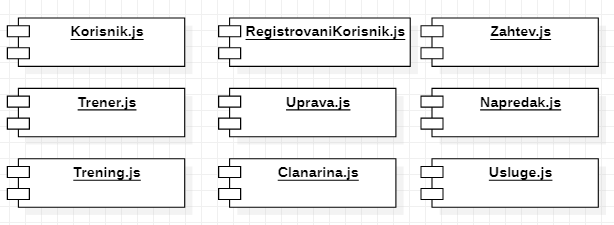 Korisnik.js
RegistrovaniKorisnik.js
Zahtev.js
Trener.js
Uprava.js
Napredak.js
Trening.js
Clanarina.js
Usluge.js